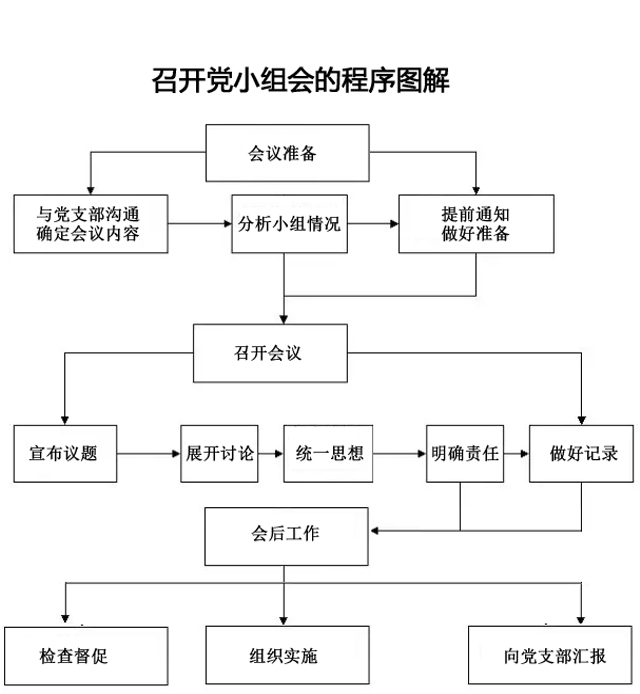 召开党小组会的程序图解
会议准备
与党支部沟通
确定会议内容
分析小组情况
提前通知
做好准备
召开会议
宣布议题
展开讨论
统一思想
明确责任
做好记录
会后工作
检查督促
组织实施
向党支部汇报